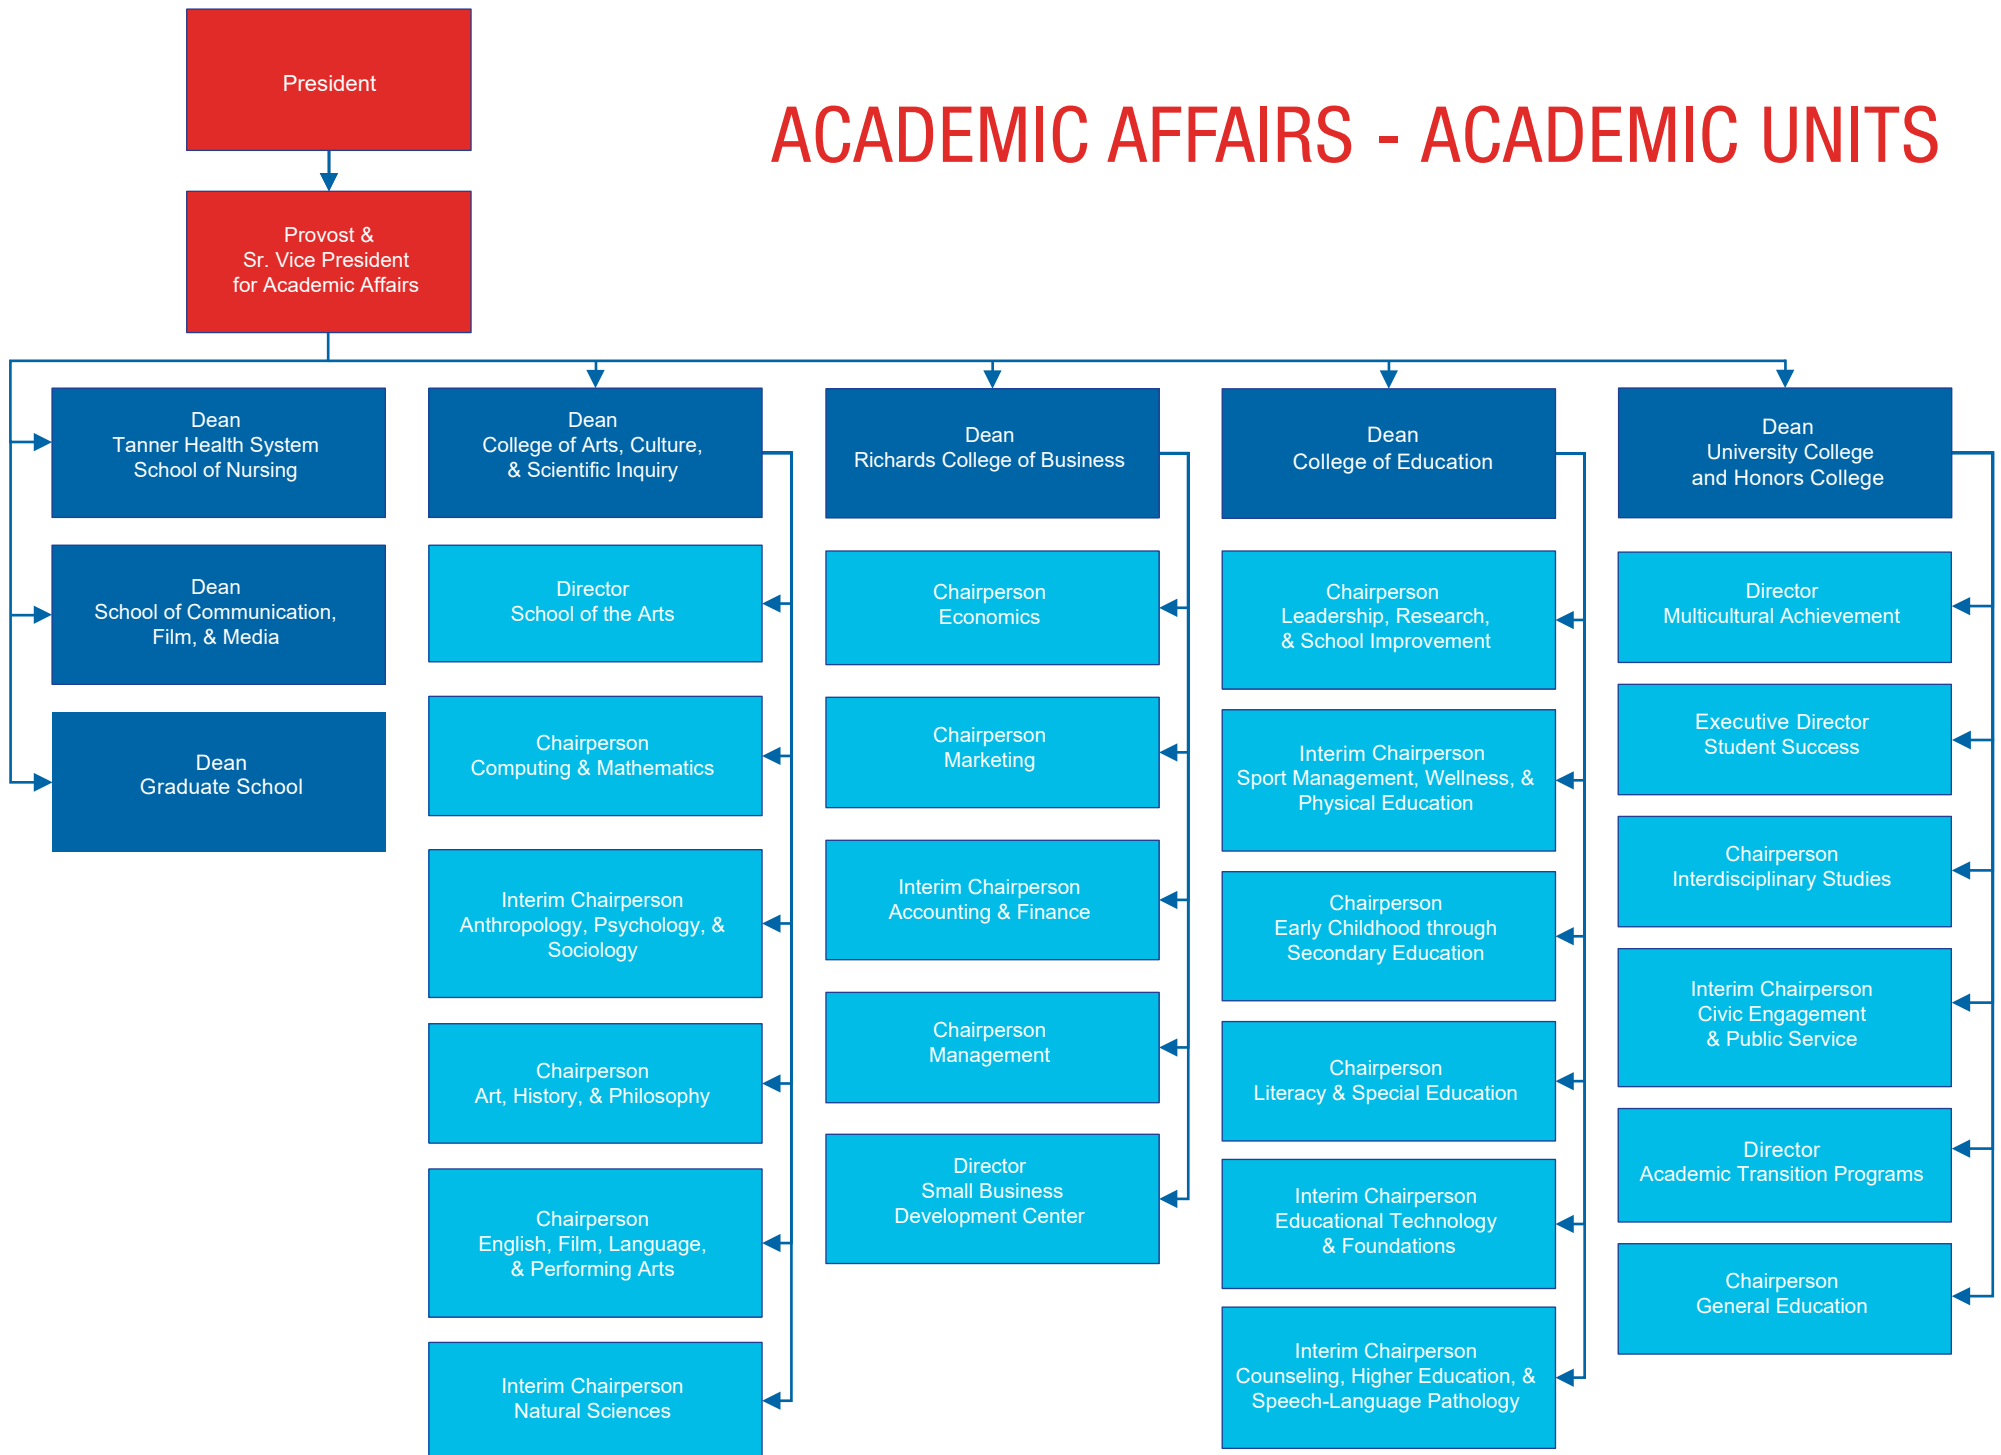 President
ACADEMIC AFFAIRS - ACADEMIC UNITS
Provost &
Sr. Vice President
for Academic Affairs
Dean
Tanner Health System
School of Nursing
Dean
School of Communication,
Film, & Media
Dean
Graduate School
Dean
College of Arts, Culture,
& Scientific Inquiry
Director
School of the Arts
Chairperson
Computing & Mathematics
Interim Chairperson
Anthropology, Psychology, &
Sociology
Chairperson
Art, History, & Philosophy
Chairperson
English, Film, Language,
& Performing Arts
Interim Chairperson
Natural Sciences
Dean
Richards College of Business
Chairperson
Economics
Chairperson
Marketing
Interim Chairperson
Accounting & Finance
Chairperson
Management
Director
Small Business
Development Center
Dean
College of Education
Chairperson
Leadership, Research,
& School Improvement
Interim Chairperson
Sport Management, Wellness, &
Physical Education
Chairperson
Early Childhood through
Secondary Education
Chairperson
Literacy & Special Education
Interim Chairperson
Educational Technology
& Foundations
Interim Chairperson
Counseling, Higher Education, &
Speech-Language Pathology
Dean
University College
and Honors College
Director
Multicultural Achievement
Executive Director
Student Success
Chairperson
Interdisciplinary Studies
Interim Chairperson
Civic Engagement
& Public Service
Director
Academic Transition Programs
Chairperson
General Education